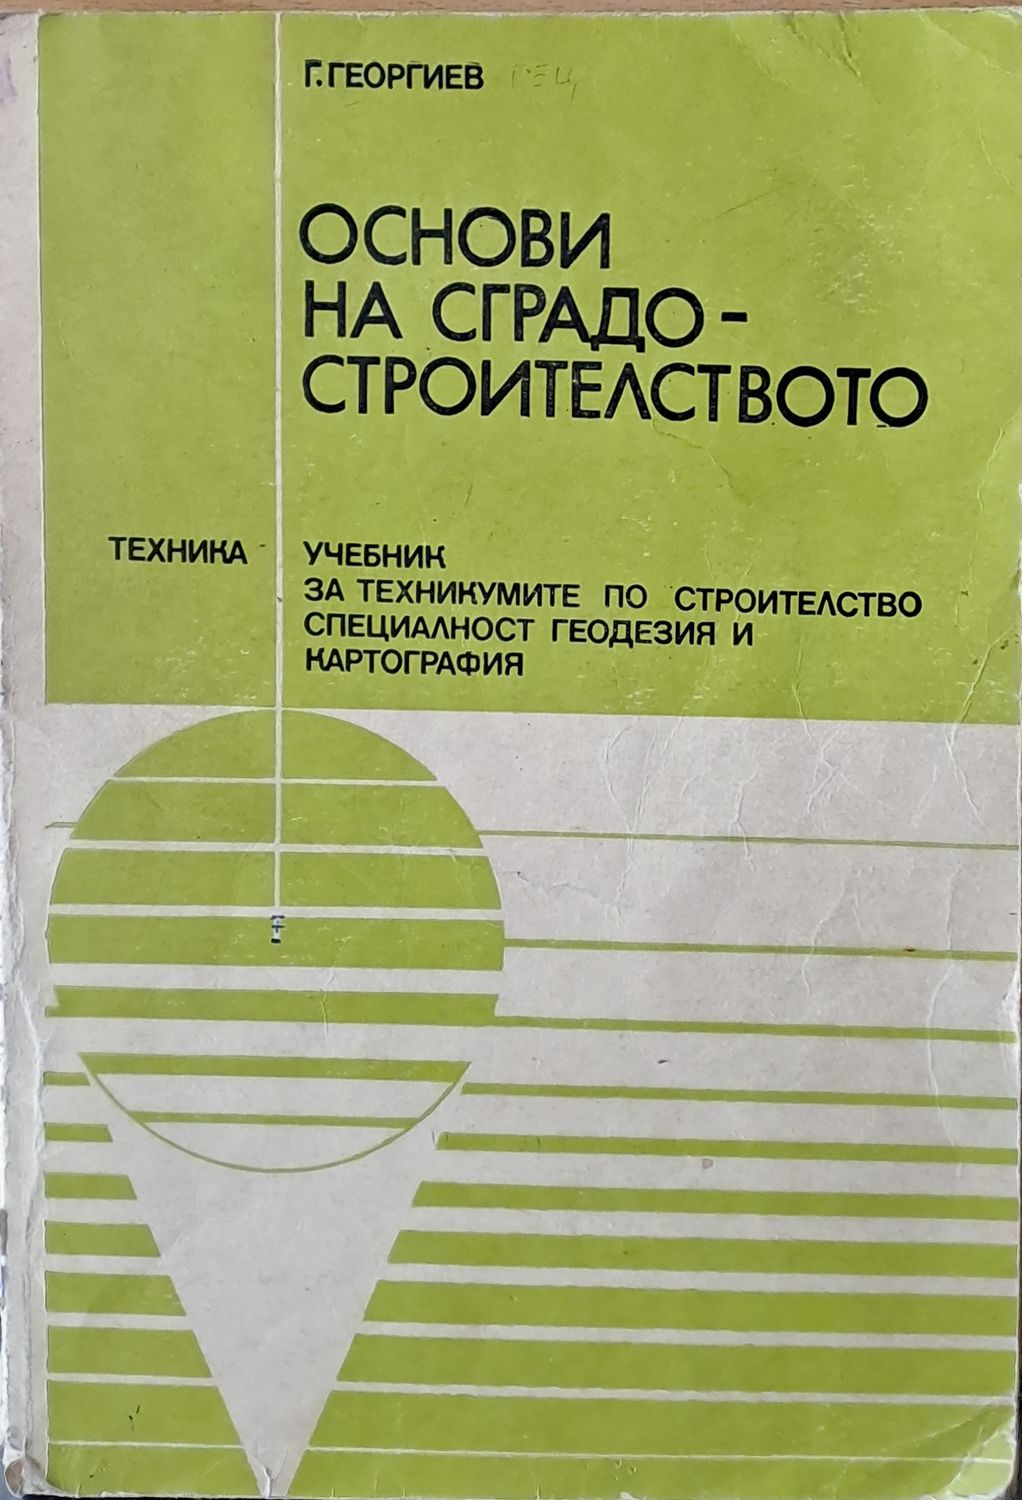 Г. ГЕОРГИЕВ
ОСНОВИ
НА СГРАДО-
СТРОИТЕЛСТВОТО
ТЕХНИКА
УЧЕБНИК
ЗА ТЕХНИКУМИТЕ ПО СТРОИТЕЛСТВО
СПЕЦИАЛНОСТ ГЕОДЕЗИЯ И
КАРТОГРАФИЯ